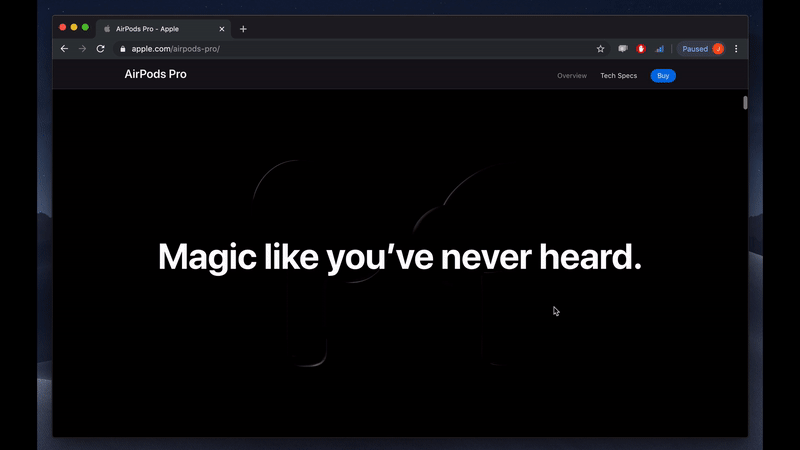 AirPods Pro - Apple
apple.com/airpods-pro/
Paused
J
AirPods Pro
Overview
Tech Specs
Buy
Magic like you’ve never heard.